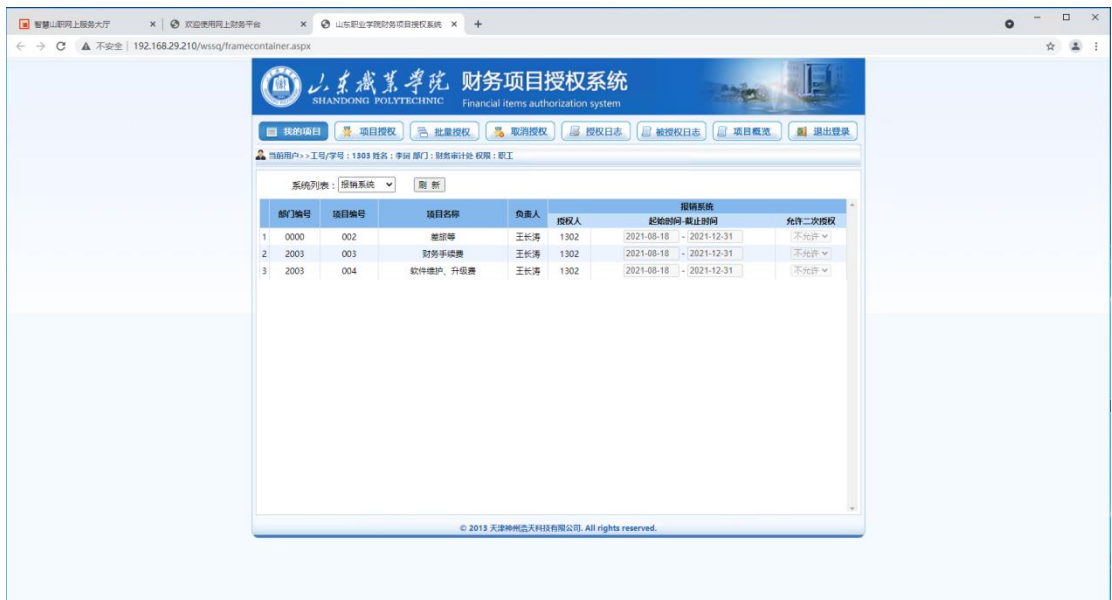 智慧山职网上服务大厅 欢迎使用网上财务平台 山东职业学院财务项目授权系统
不安全 192.168.29.210/wssq/framecontainer.aspx
山东职业学院 财务项目授权系统
SHANDONG POLYTECHNIC Financial items authorization system
我的项目 项目授权 批量授权 取消授权 授权日志 被授权日志 项目概览 退出登录
当前用户>>工号/学号:1303 姓名:李 部门:财务审计处 权限:职工
系统列表: 报销系统 刷 新
部门编号 项目编号 项目名称 负责人 报销系统
授权人 起始时间-截止时间 允许二次授权
1 0000 002 差旅等 王长涛 1302 2021-08-18 - 2021-12-31 不允许
2 2003 003 财务手续费 王长涛 1302 2021-08-18 - 2021-12-31 不允许
3 2003 004 软件维护、升级费 王长涛 1302 2021-08-18 - 2021-12-31 不允许
© 2013 天津神州浩天科技有限公司. All rights reserved.